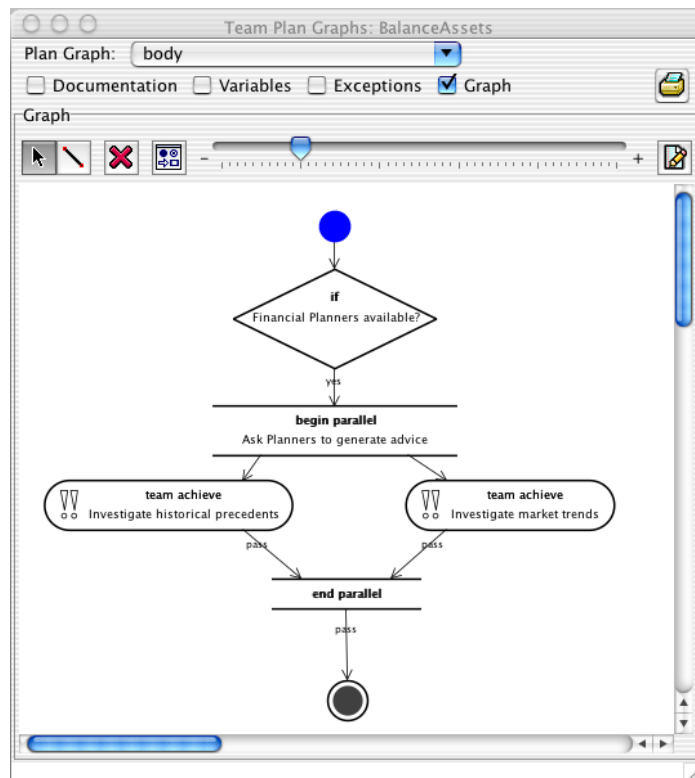 Team Plan Graphs: BalanceAssets
Plan Graph: body
Documentation Variables Exceptions Graph
Graph
- +
if
Financial Planners available?
yes
begin parallel
Ask Planners to generate advice
team achieve
Investigate historical precedents
team achieve
Investigate market trends
pass
pass
end parallel
pass